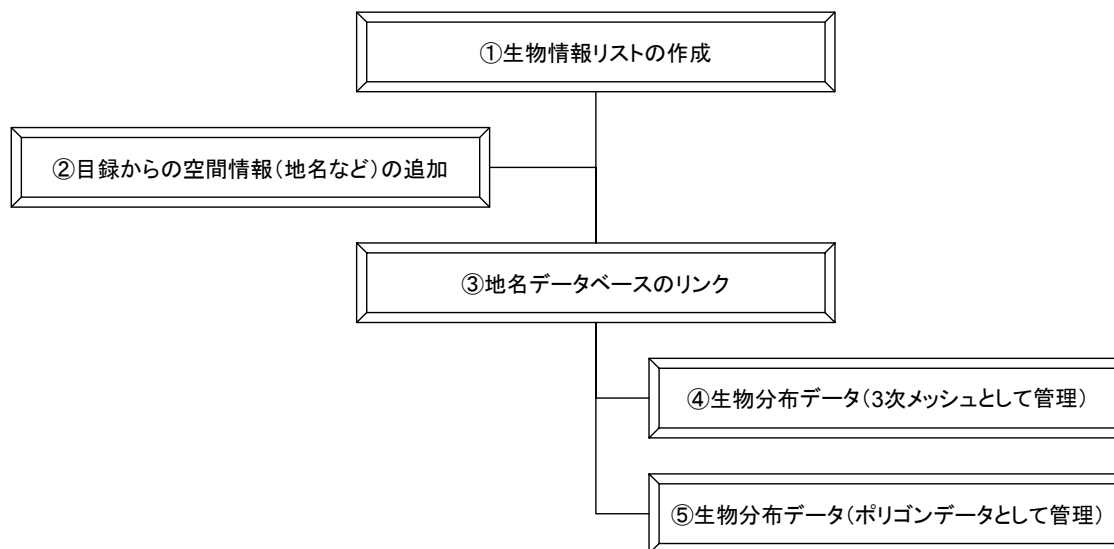 ①生物情報リストの作成
②目録からの空間情報(地名など)の追加
③地名データベースのリンク
④生物分布データ(3次メッシュとして管理)
⑤生物分布データ(ポリゴンデータとして管理)